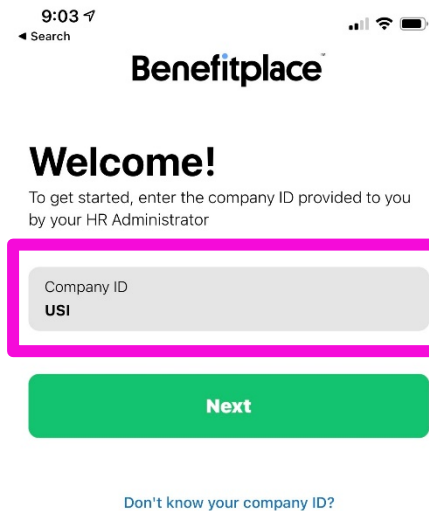 9:03
◀ Search
Benefitplace™
Welcome!
To get started, enter the company ID provided to you
by your HR Administrator
Company ID
USI
Next
Don't know your company ID?